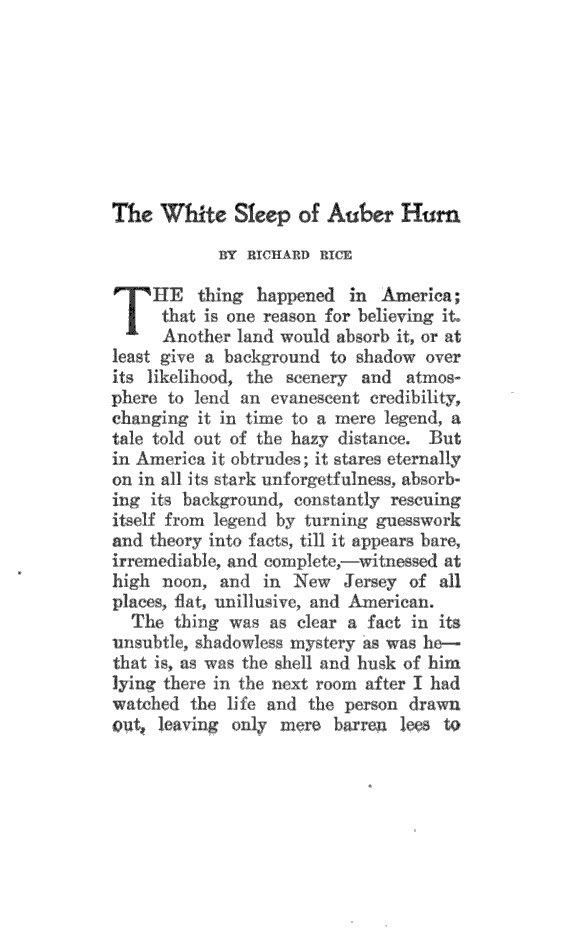 The White Sleep of Auber Hurn
BY RICHARD RICE
THE thing happened in America;
that is one reason for believing it.
Another land would absorb it, or at
least give a background to shadow over
its likelihood, the scenery and atmos-
phere to lend an evanescent credibility,
changing it in time to a mere legend, a
tale told out of the hazy distance. But
in America it obtrudes; it stares eternally
on in all its stark unforgetfulness, absorb-
ing its background, constantly rescuing
itself from legend by turning guesswork
and theory into facts, till it appears bare,
irremediable, and complete,—witnessed at
high noon, and in New Jersey of all
places, flat, unillusive, and American.
The thing was as clear a fact in its
unsubtle, shadowless mystery as was he—
that is, as was the shell and husk of him
lying there in the next room after I had
watched the life and the person drawn
out, leaving only mere barren lees to